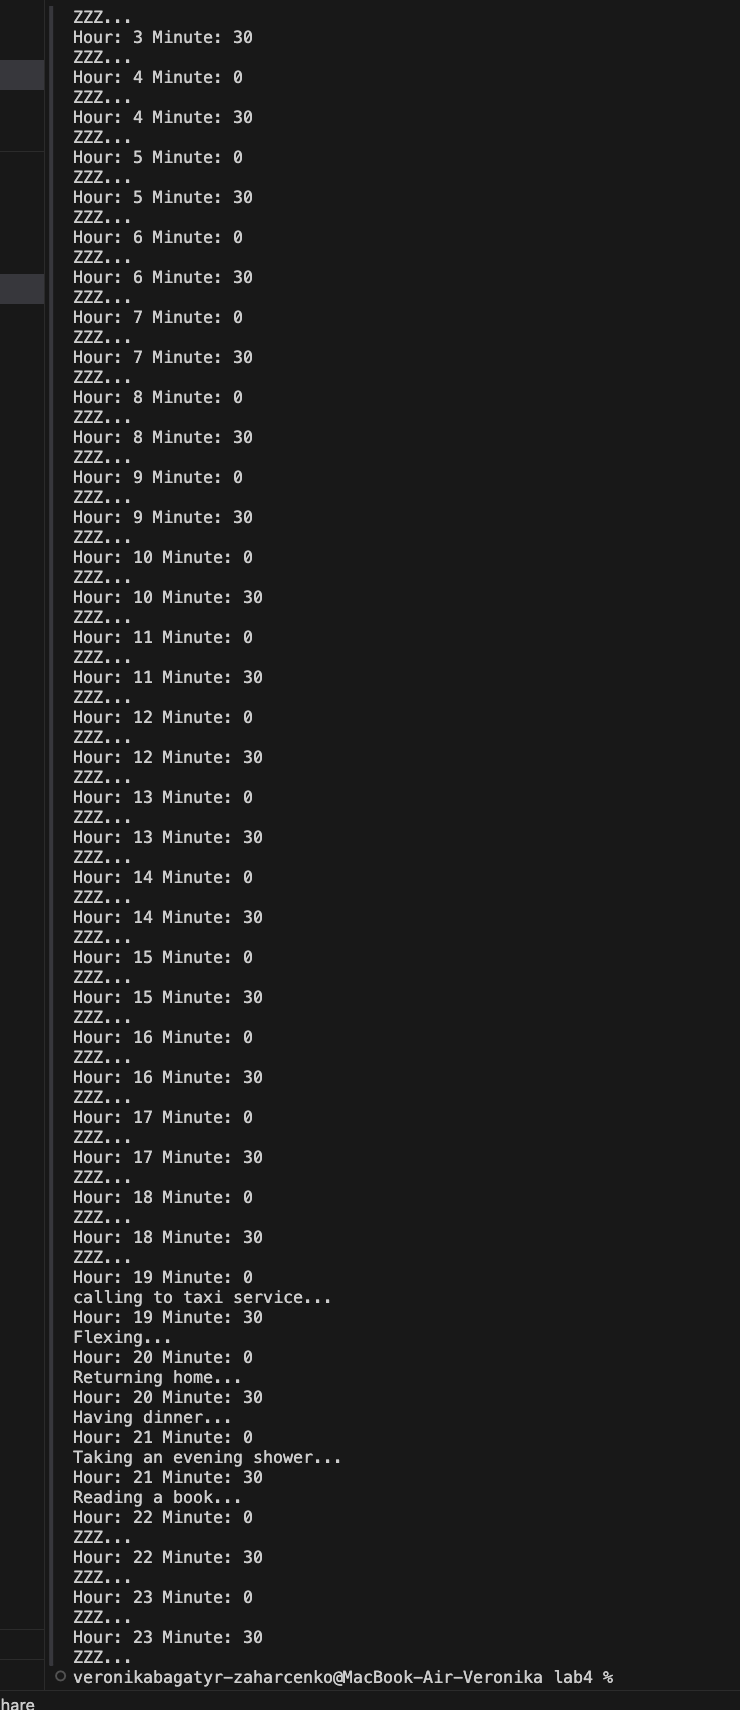 ZZZ...
Hour: 3 Minute: 30
ZZZ...
Hour: 4 Minute: 0
ZZZ...
Hour: 4 Minute: 30
ZZZ...
Hour: 5 Minute: 0
ZZZ...
Hour: 5 Minute: 30
ZZZ...
Hour: 6 Minute: 0
ZZZ...
Hour: 6 Minute: 30
ZZZ...
Hour: 7 Minute: 0
ZZZ...
Hour: 7 Minute: 30
ZZZ...
Hour: 8 Minute: 0
ZZZ...
Hour: 8 Minute: 30
ZZZ...
Hour: 9 Minute: 0
ZZZ...
Hour: 9 Minute: 30
ZZZ...
Hour: 10 Minute: 0
ZZZ...
Hour: 10 Minute: 30
ZZZ...
Hour: 11 Minute: 0
ZZZ...
Hour: 11 Minute: 30
ZZZ...
Hour: 12 Minute: 0
ZZZ...
Hour: 12 Minute: 30
ZZZ...
Hour: 13 Minute: 0
ZZZ...
Hour: 13 Minute: 30
ZZZ...
Hour: 14 Minute: 0
ZZZ...
Hour: 14 Minute: 30
ZZZ...
Hour: 15 Minute: 0
ZZZ...
Hour: 15 Minute: 30
ZZZ...
Hour: 16 Minute: 0
ZZZ...
Hour: 16 Minute: 30
ZZZ...
Hour: 17 Minute: 0
ZZZ...
Hour: 17 Minute: 30
ZZZ...
Hour: 18 Minute: 0
ZZZ...
Hour: 18 Minute: 30
ZZZ...
Hour: 19 Minute: 0
calling to taxi service...
Hour: 19 Minute: 30
Flexing...
Hour: 20 Minute: 0
Returning home...
Hour: 20 Minute: 30
Having dinner...
Hour: 21 Minute: 0
Taking an evening shower...
Hour: 21 Minute: 30
Reading a book...
Hour: 22 Minute: 0
ZZZ...
Hour: 22 Minute: 30
ZZZ...
Hour: 23 Minute: 0
ZZZ...
Hour: 23 Minute: 30
ZZZ...
veronikabagatyr-zaharcenko@MacBook-Air-Veronika lab4 %
hare